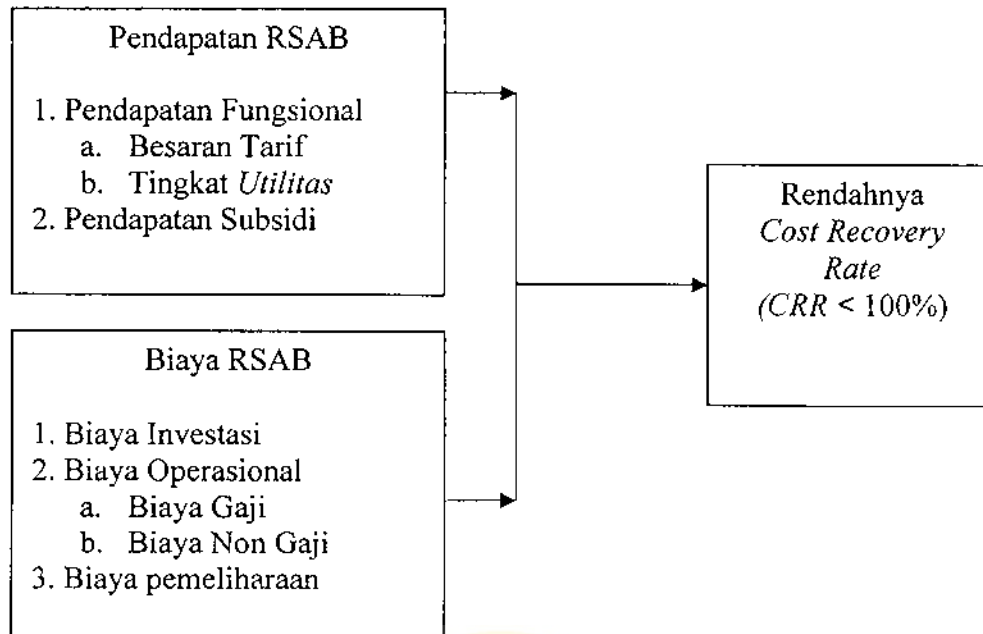 Pendapatan RSAB
1. Pendapatan Fungsional
a. Besaran Tarif
b. Tingkat Utilitas
2. Pendapatan Subsidi
Biaya RSAB
1. Biaya Investasi
2. Biaya Operasional
a. Biaya Gaji
b. Biaya Non Gaji
3. Biaya pemeliharaan
Rendahnya
Cost Recovery
Rate
(CRR < 100%)